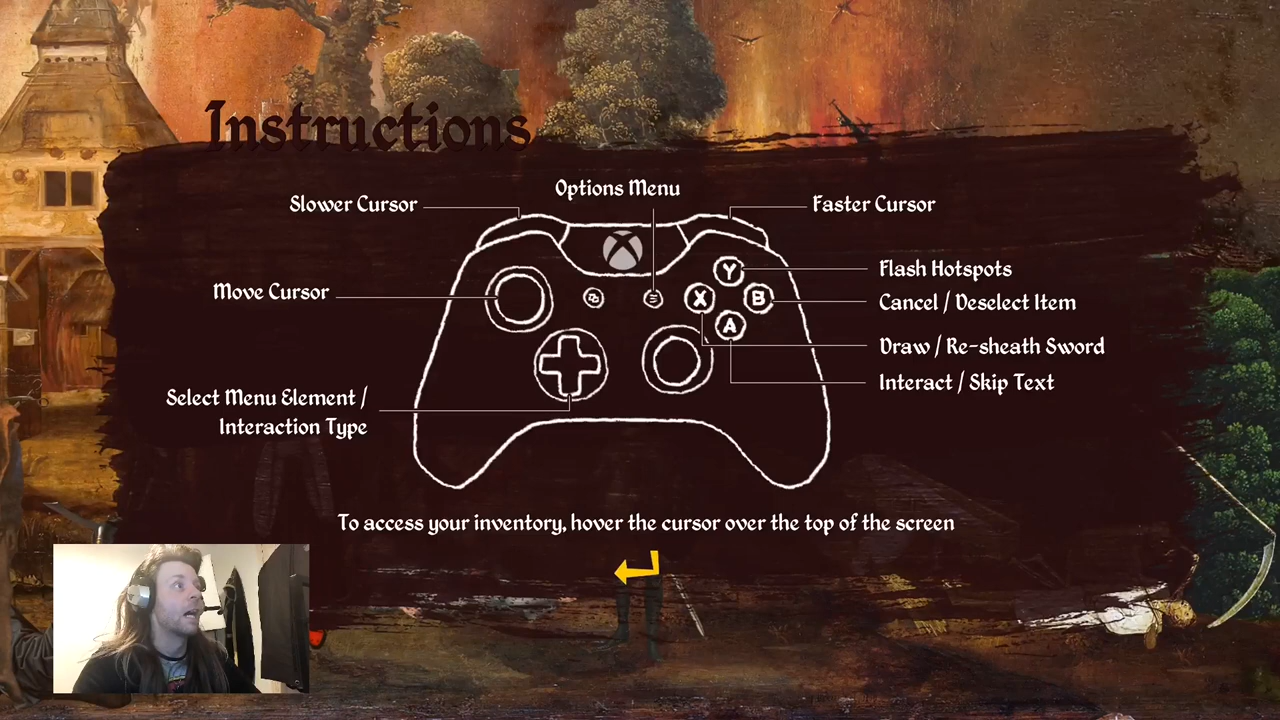 Instructions
Options Menu
Slower Cursor
Faster Cursor
Move Cursor
Y
X
B
A
Flash Hotspots
Cancel / Deselect Item
Draw / Re-sheath Sword
Interact / Skip Text
Select Menu Element /
Interaction Type
To access your inventory, hover the cursor over the top of the screen